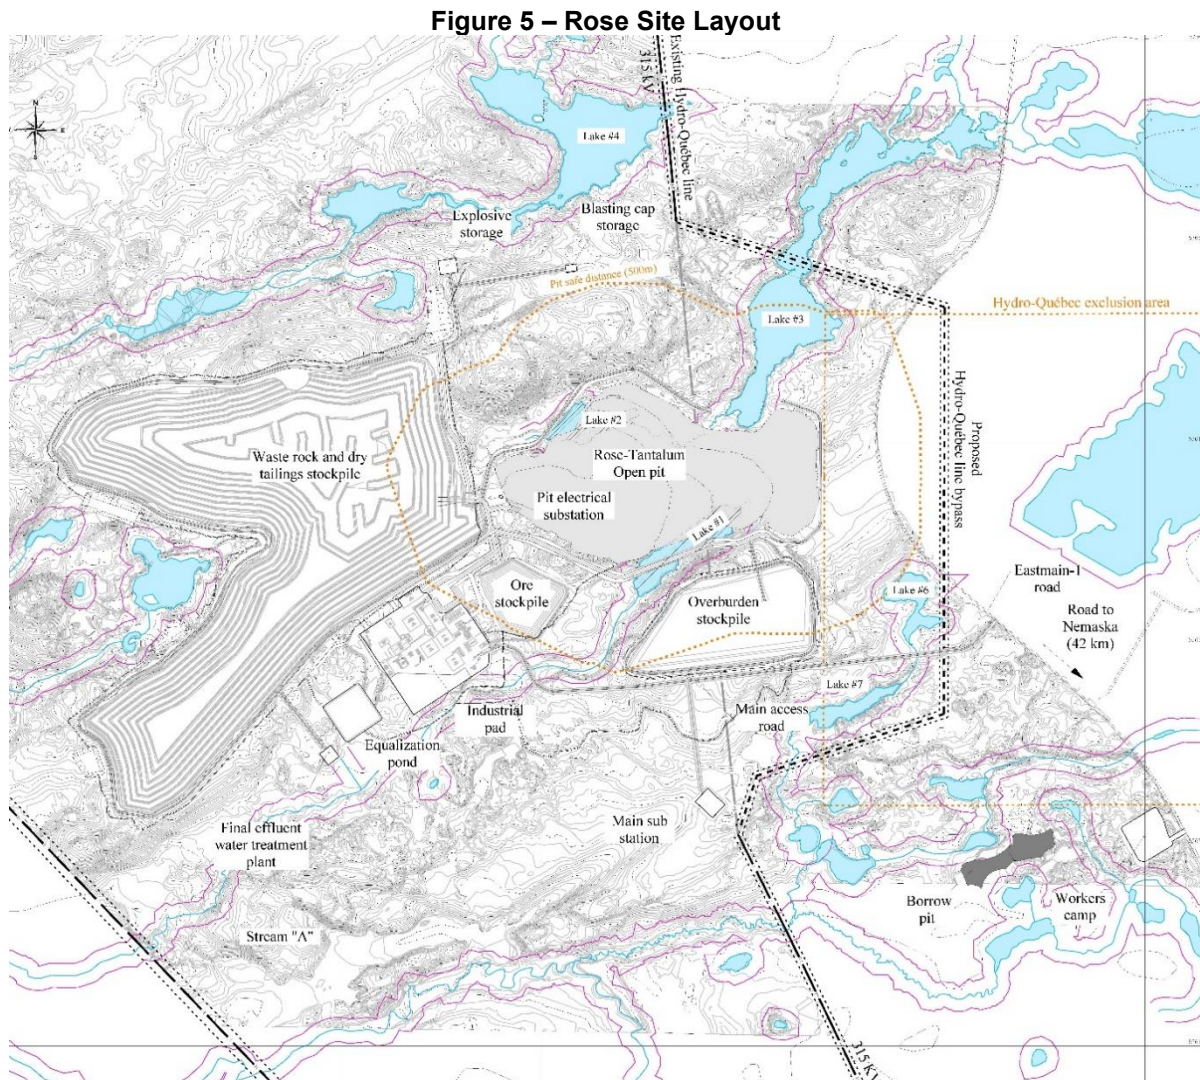 Figure 5 – Rose Site Layout
Existing Hydro-Québec line
315 kV
N
E
Lake #4
Explosive
storage
Blasting cap
storage
Pit safe distance (500m)
Lake #3
Hydro-Québec exclusion area
Proposed
Hydro-Québec line bypass
Lake #2
Waste rock and dry
tailings stockpile
Rose-Tantalum
Open pit
Pit electrical
substation
Lake #1
Ore
stockpile
Overburden
stockpile
Lake #6
Eastmain-1
road
Road to
Nemaska
(42 km)
Lake #7
Main access
road
Industrial
pad
Equalization
pond
Main sub
station
Final effluent
water treatment
plant
Borrow
pit
Workers
camp
Stream "A"
315 kV